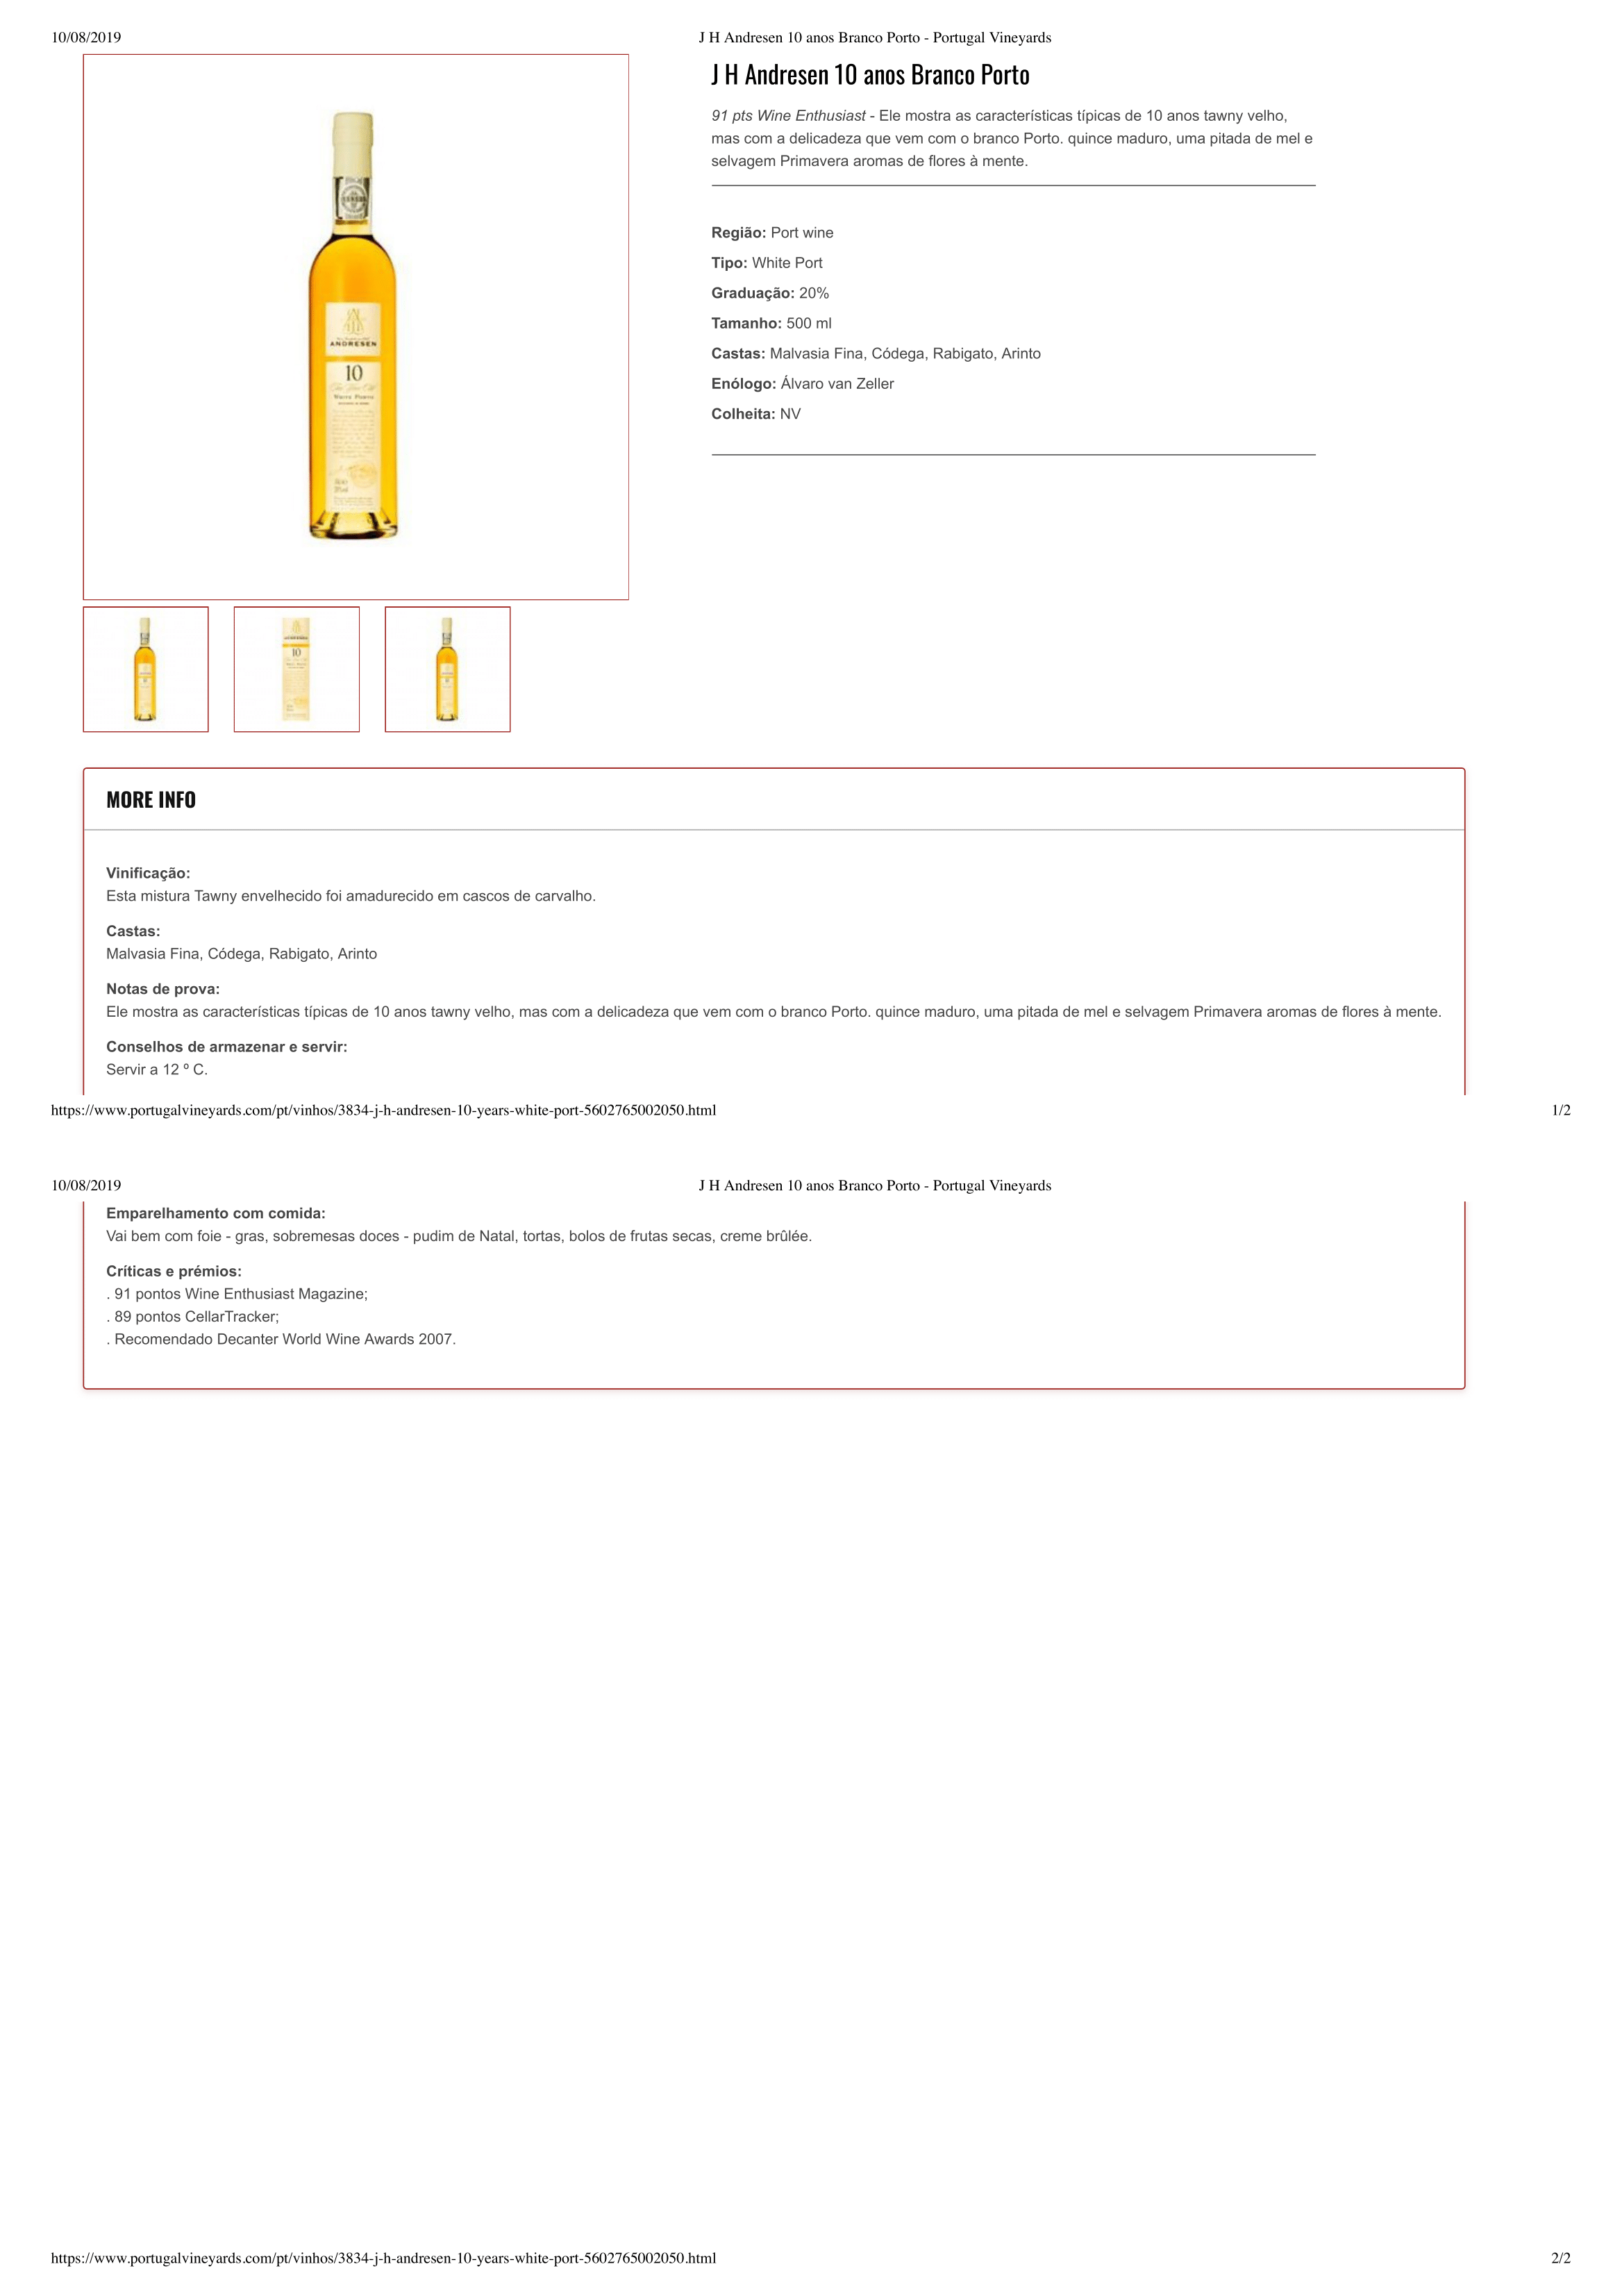 10/08/2019
J H Andresen 10 anos Branco Porto - Portugal Vineyards
ANDRESEN
10
J H Andresen 10 anos Branco Porto
91 pts Wine Enthusiast - Ele mostra as características típicas de 10 anos tawny velho,
mas com a delicadeza que vem com o branco Porto. quince maduro, uma pitada de mel e
selvagem Primavera aromas de flores à mente.
Região: Port wine
Tipo: White Port
Graduação: 20%
Tamanho: 500 ml
Castas: Malvasia Fina, Códega, Rabigato, Arinto
Enólogo: Álvaro van Zeller
Colheita: NV
10
MORE INFO
Vinificação:
Esta mistura Tawny envelhecido foi amadurecido em cascos de carvalho.
Castas:
Malvasia Fina, Códega, Rabigato, Arinto
Notas de prova:
Ele mostra as características típicas de 10 anos tawny velho, mas com a delicadeza que vem com o branco Porto. quince maduro, uma pitada de mel e selvagem Primavera aromas de flores à mente.
Conselhos de armazenar e servir:
Servir a 12 º C.
https://www.portugalvineyards.com/pt/vinhos/3834-j-h-andresen-10-years-white-port-5602765002050.html
1/2
10/08/2019
J H Andresen 10 anos Branco Porto - Portugal Vineyards
Emparelhamento com comida:
Vai bem com foie - gras, sobremesas doces - pudim de Natal, tortas, bolos de frutas secas, creme brûlée.
Críticas e prémios:
. 91 pontos Wine Enthusiast Magazine;
. 89 pontos CellarTracker;
. Recomendado Decanter World Wine Awards 2007.
https://www.portugalvineyards.com/pt/vinhos/3834-j-h-andresen-10-years-white-port-5602765002050.html
2/2